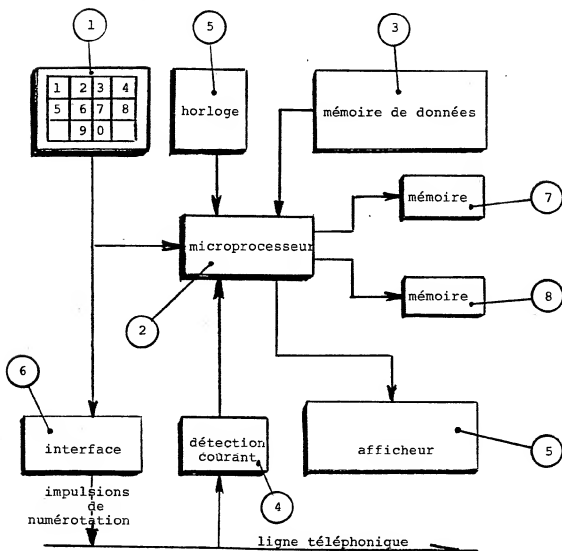 1
5
3
1 2 3 4
5 6 7 8
9 0
horloge
mémoire de données
mémoire
7
microprocesseur
mémoire
8
2
6
interface
détection
courant
afficheur
5
4
impulsions
de
numérotation
ligne téléphonique